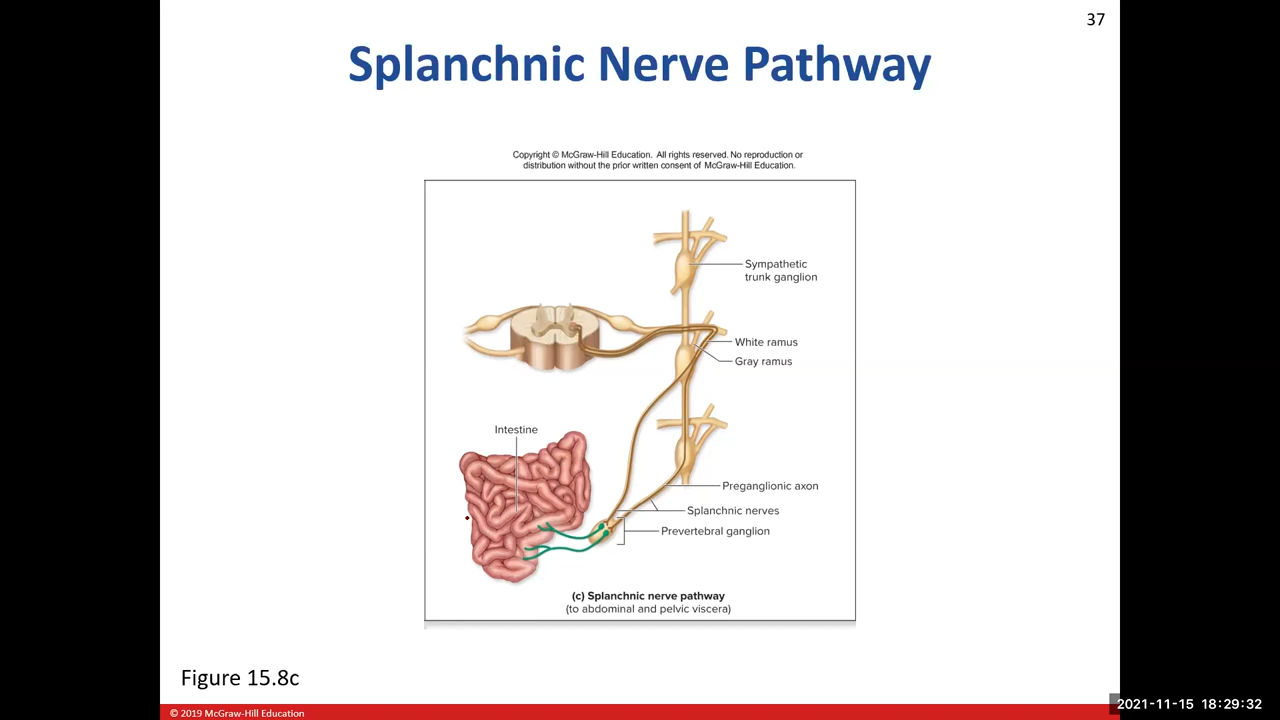 37
Splanchnic Nerve Pathway
Copyright © McGraw-Hill Education. All rights reserved. No reproduction or
distribution without the prior written consent of McGraw-Hill Education.
Sympathetic
trunk ganglion
White ramus
Gray ramus
Intestine
Preganglionic axon
Splanchnic nerves
Prevertebral ganglion
(c) Splanchnic nerve pathway
(to abdominal and pelvic viscera)
Figure 15.8c
© 2019 McGraw-Hill Education
2021-11-15 18:29:32